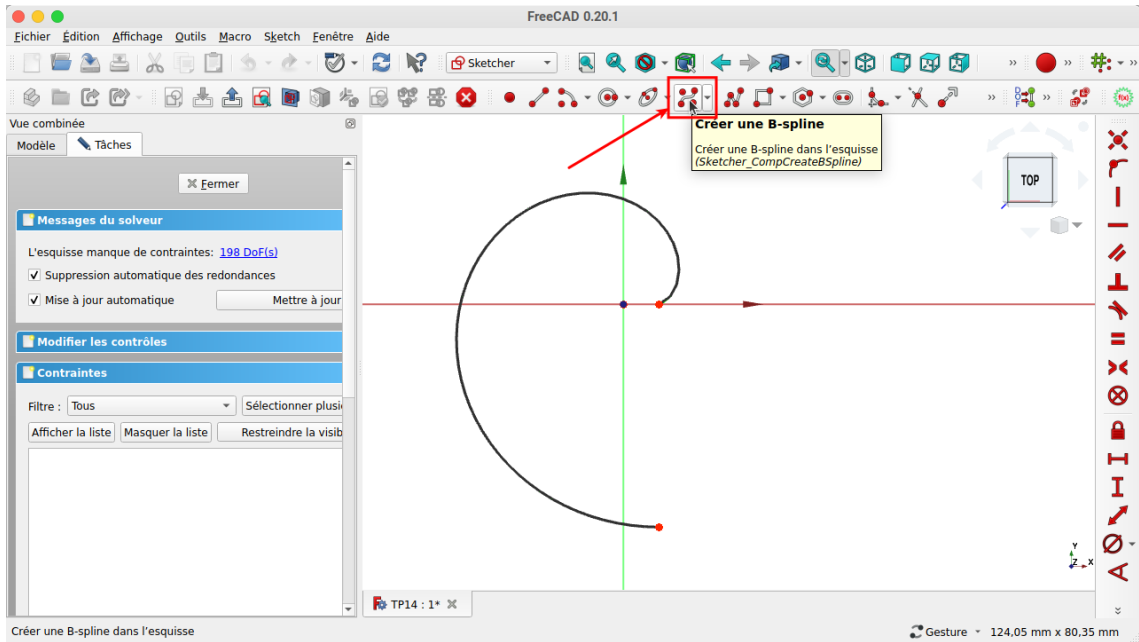 FreeCAD 0.20.1
Fichier Édition Affichage Outils Macro Sketch Fenêtre Aide
Sketcher
f(x)
Vue combinée
Modèle Tâches
Fermer
Messages du solveur
L'esquisse manque de contraintes: 198 DoF(s)
Suppression automatique des redondances
Mise à jour automatique Mettre à jour
Modifier les contrôles
Contraintes
Filtre : Tous Sélectionner plusi
Afficher la liste Masquer la liste Restreindre la visib
Créer une B-spline
Créer une B-spline dans l'esquisse
(Sketcher_CompCreateBSpline)
TOP
Y
Z X
TP14 : 1*
Créer une B-spline dans l'esquisse
Gesture 124,05 mm x 80,35 mm